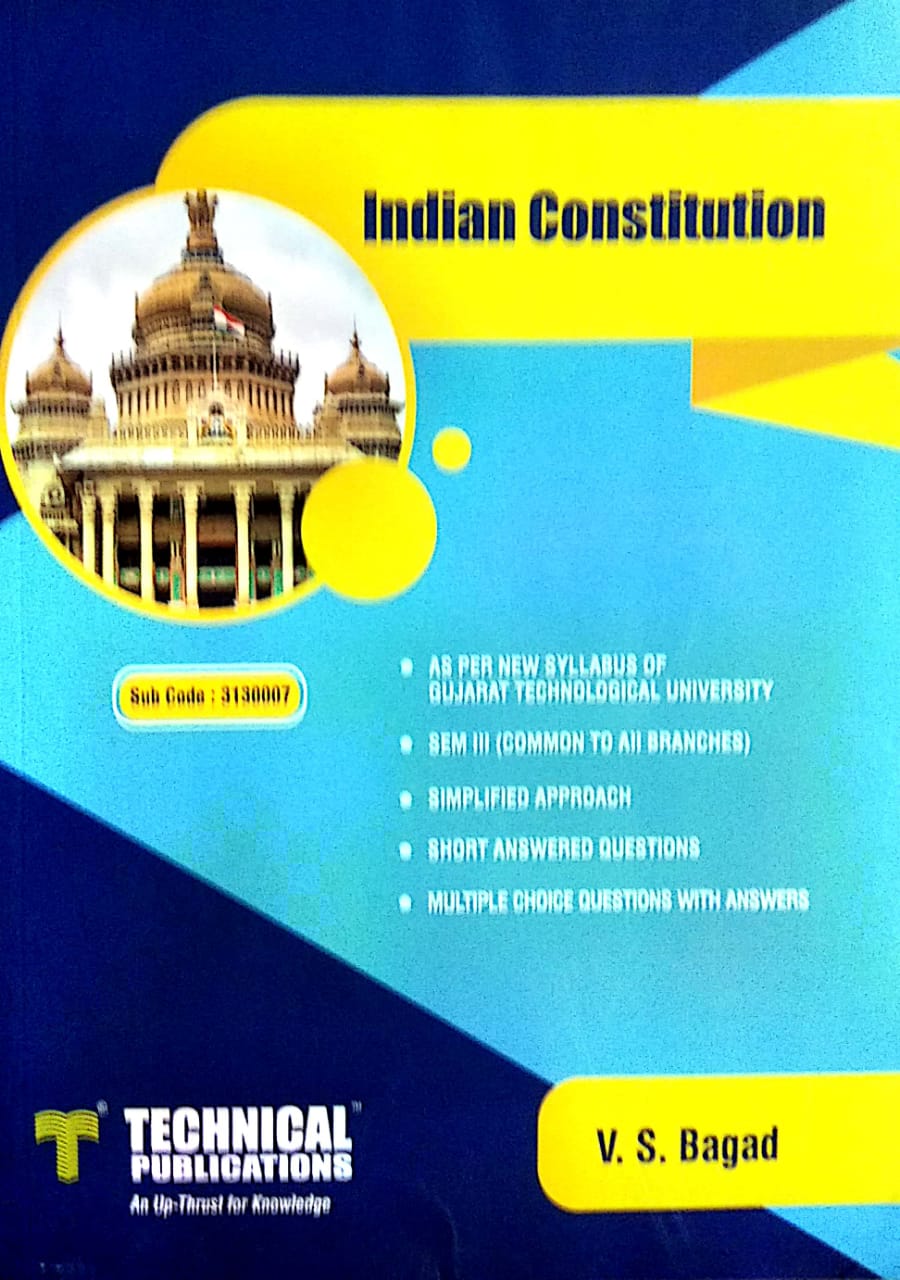 Indian Constitution
Sub Code : 3130007
• AS PER NEW SYLLABUS OF
GUJARAT TECHNOLOGICAL UNIVERSITY
• SEM III (COMMON TO All BRANCHES)
• SIMPLIFIED APPROACH
• SHORT ANSWERED QUESTIONS
• MULTIPLE CHOICE QUESTIONS WITH ANSWERS
®
TECHNICAL™
PUBLICATIONS
An Up-Thrust for Knowledge
V. S. Bagad